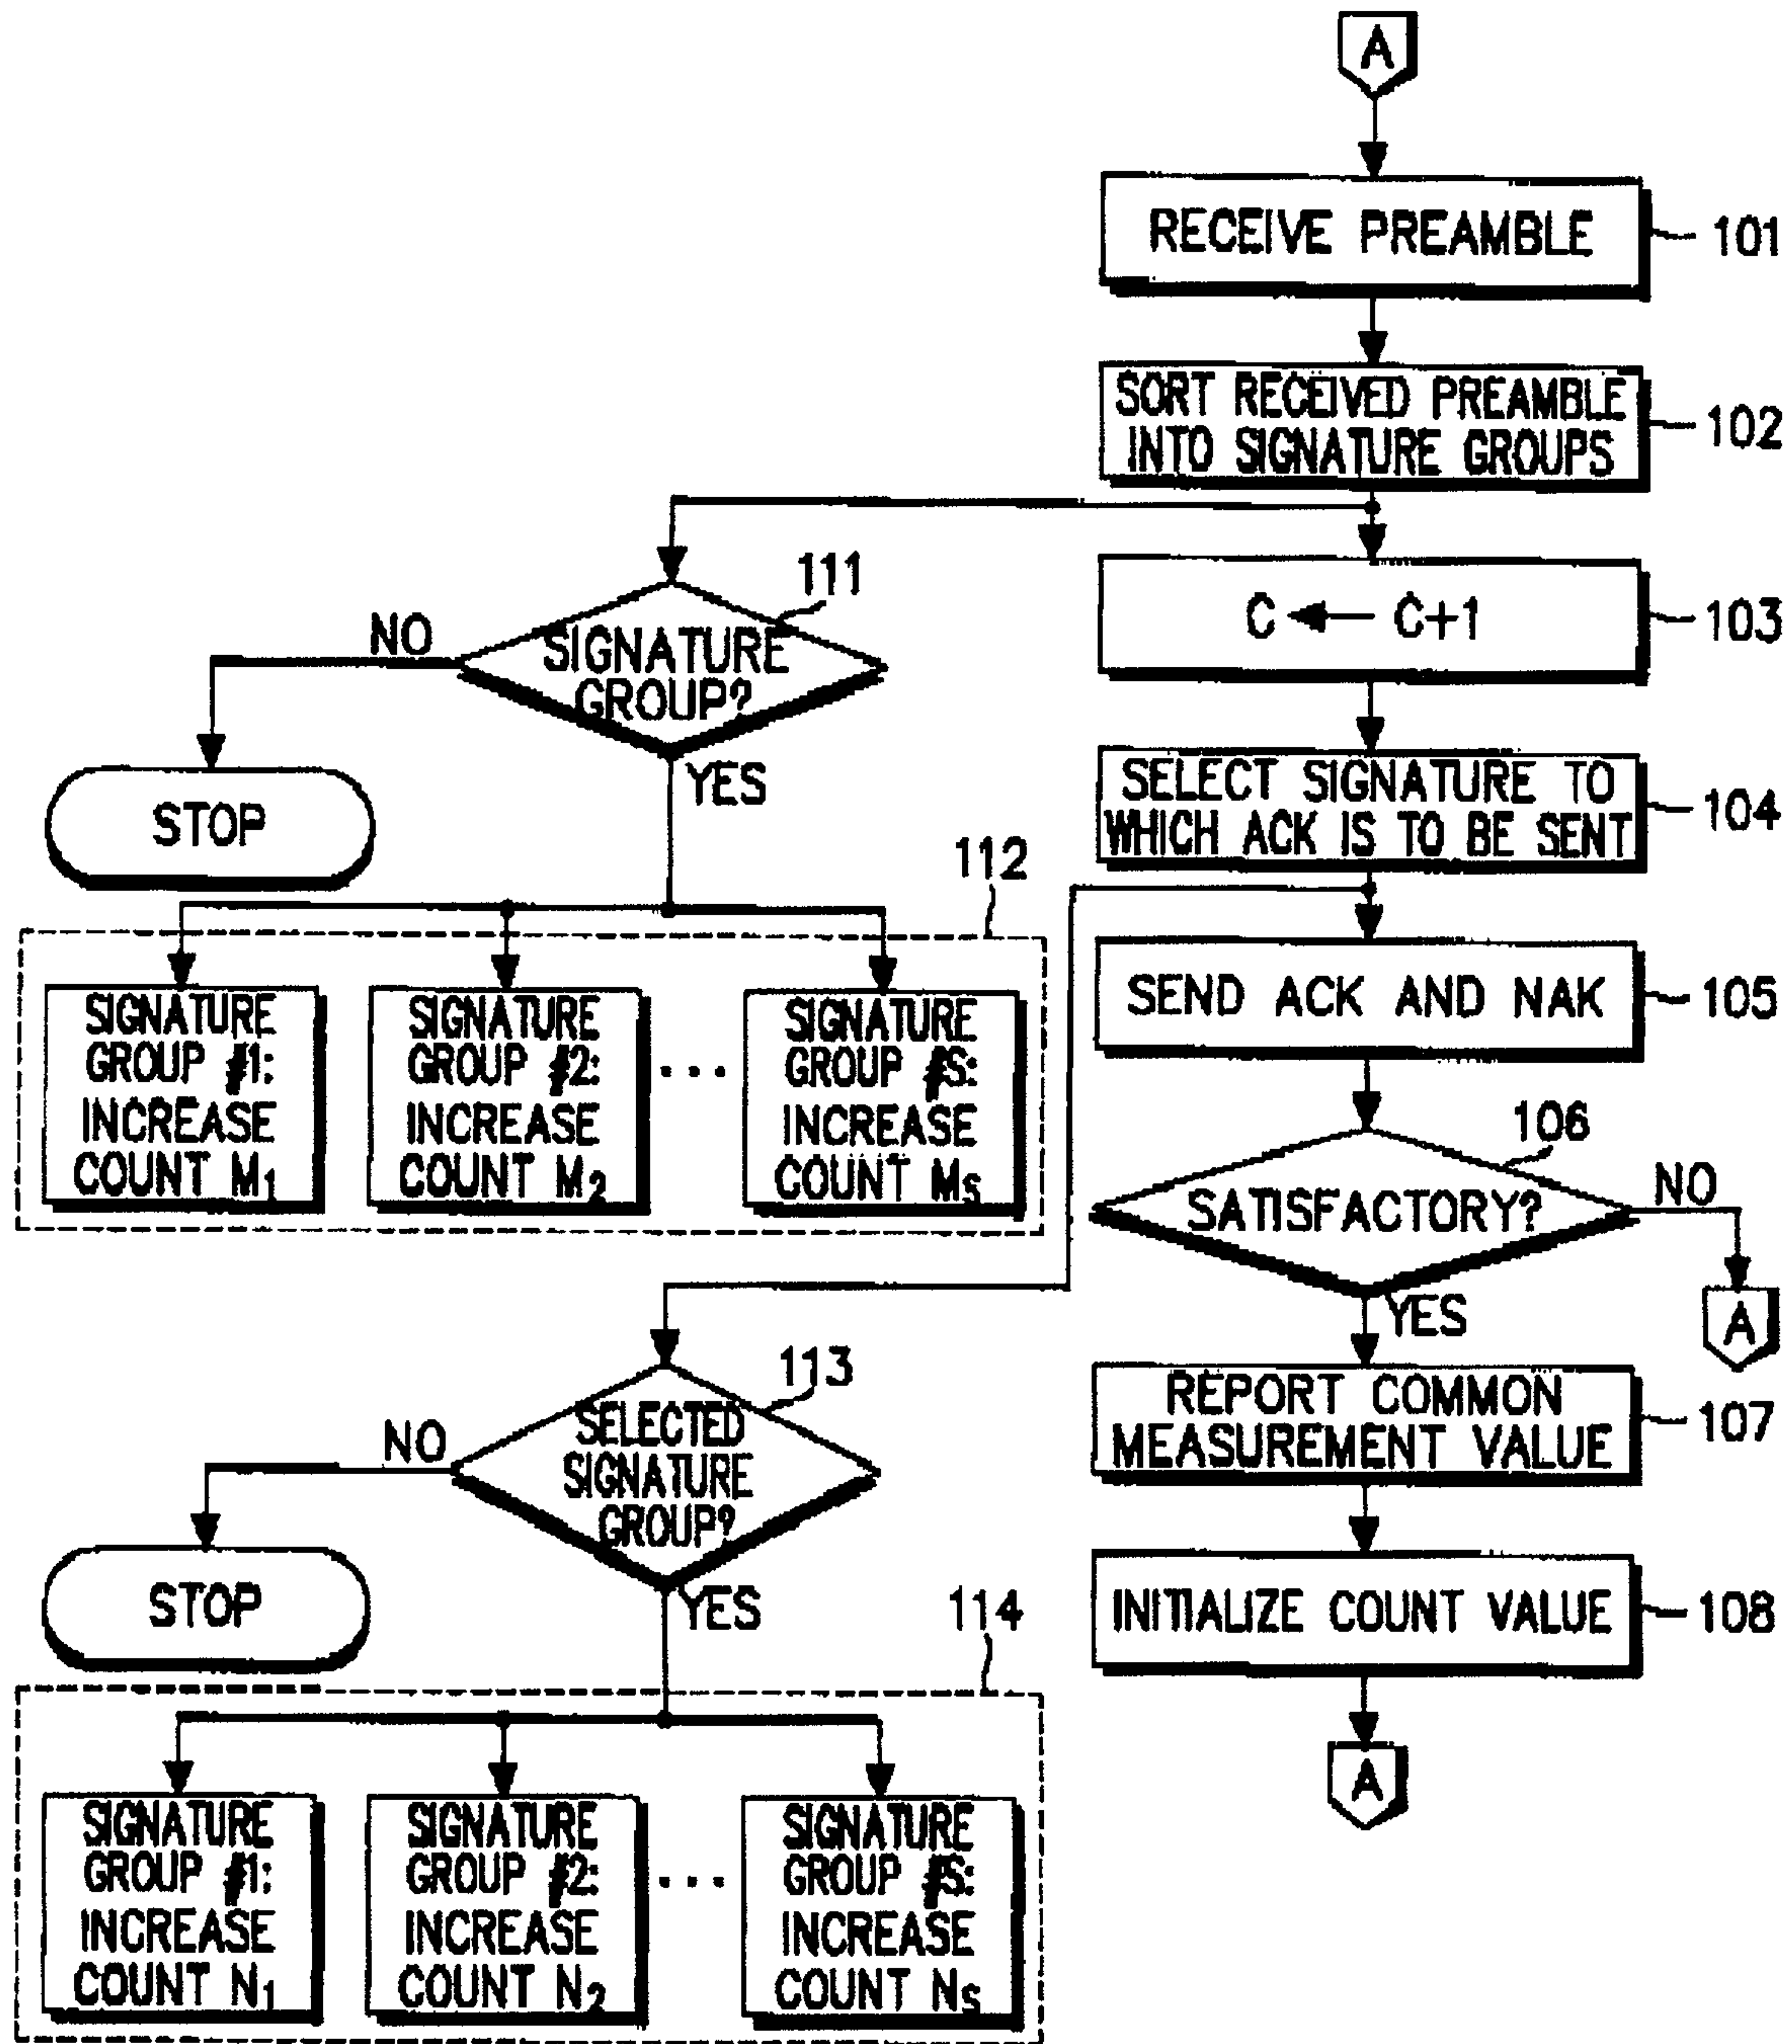 A
RECEIVE PREAMBLE
101
SORT RECEIVED PREAMBLE
INTO SIGNATURE GROUPS
102
C ← C+1
103
111
SIGNATURE
GROUP?
NO
YES
STOP
SELECT SIGNATURE TO
WHICH ACK IS TO BE SENT
104
112
SIGNATURE
GROUP #1:
INCREASE
COUNT M1
SIGNATURE
GROUP #2:
INCREASE
COUNT M2
...
SIGNATURE
GROUP #S:
INCREASE
COUNT MS
SEND ACK AND NAK
105
106
SATISFACTORY?
NO
A
YES
113
SELECTED
SIGNATURE
GROUP?
NO
YES
STOP
REPORT COMMON
MEASUREMENT VALUE
107
INITIALIZE COUNT VALUE
108
A
114
SIGNATURE
GROUP #1:
INCREASE
COUNT N1
SIGNATURE
GROUP #2:
INCREASE
COUNT N2
...
SIGNATURE
GROUP #S:
INCREASE
COUNT NS